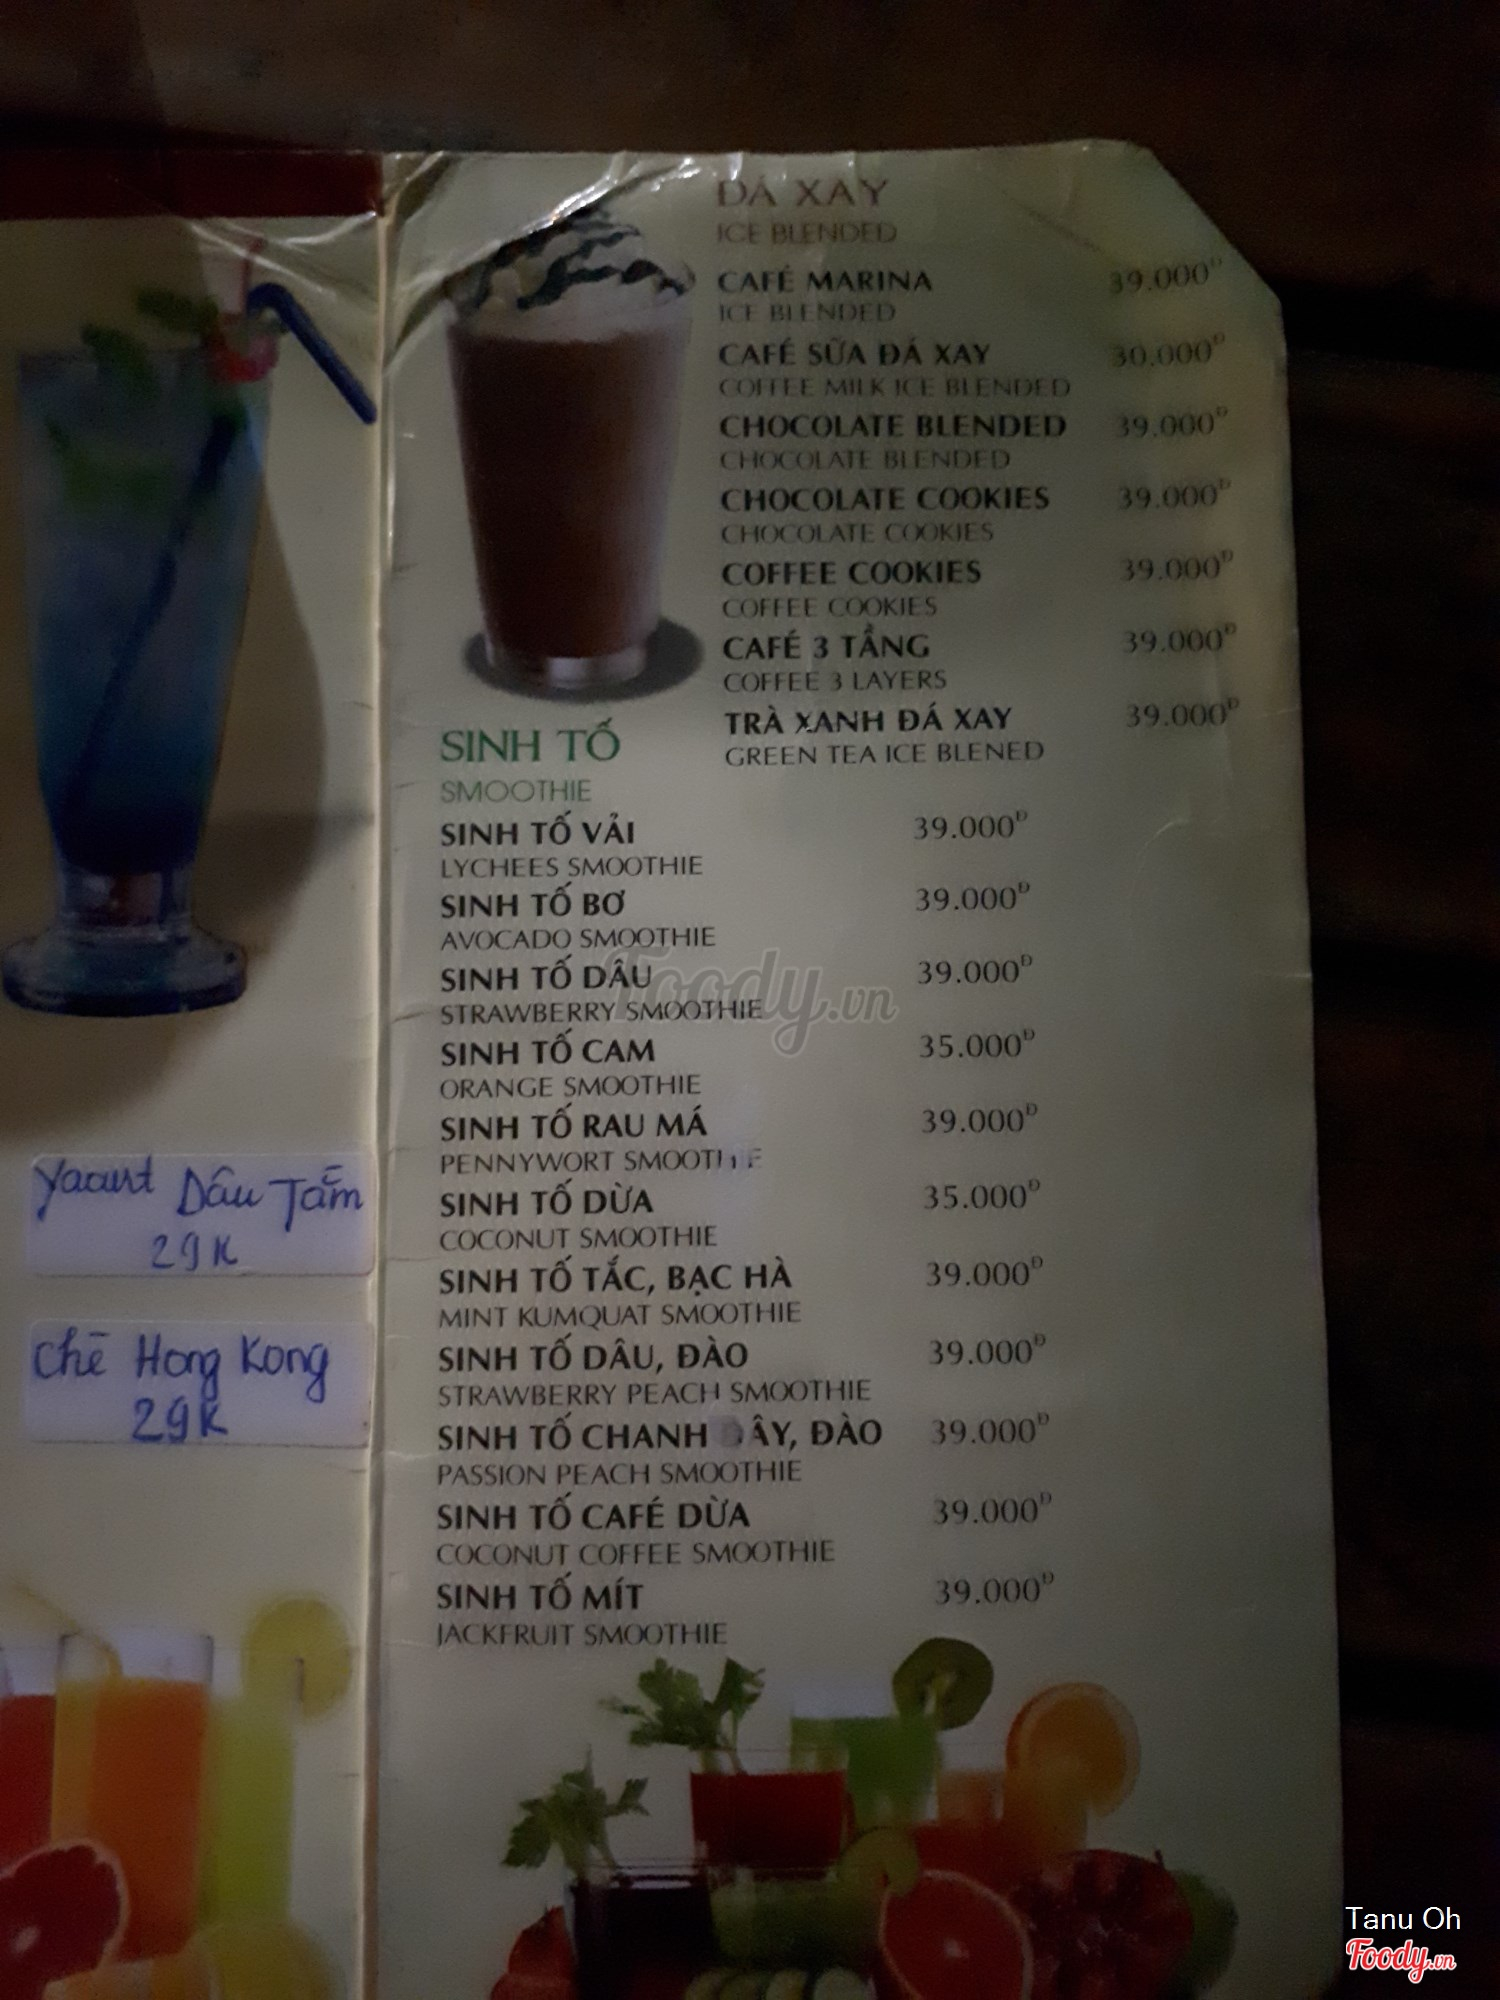 ĐÁ XAY
ICE BLENDED
CAFÉ MARINA 39.000Đ
ICE BLENDED
CAFÉ SỮA ĐÁ XAY 30.000Đ
COFFEE MILK ICE BLENDED
CHOCOLATE BLENDED 39.000Đ
CHOCOLATE BLENDED
CHOCOLATE COOKIES 39.000Đ
CHOCOLATE COOKIES
COFFEE COOKIES 39.000Đ
COFFEE COOKIES
CAFÉ 3 TẦNG 39.000Đ
COFFEE 3 LAYERS
TRÀ XANH ĐÁ XAY 39.000Đ
GREEN TEA ICE BLENED
SINH TỐ
SMOOTHIE
SINH TỐ VẢI 39.000Đ
LYCHEES SMOOTHIE
SINH TỐ BƠ 39.000Đ
AVOCADO SMOOTHIE
SINH TỐ DÂU 39.000Đ
STRAWBERRY SMOOTHIE
SINH TỐ CAM 35.000Đ
ORANGE SMOOTHIE
SINH TỐ RAU MÁ 39.000Đ
PENNYWORT SMOOTHIE
SINH TỐ DỪA 35.000Đ
COCONUT SMOOTHIE
SINH TỐ TẮC, BẠC HÀ 39.000Đ
MINT KUMQUAT SMOOTHIE
SINH TỐ DÂU, ĐÀO 39.000Đ
STRAWBERRY PEACH SMOOTHIE
SINH TỐ CHANH DÂY, ĐÀO 39.000Đ
PASSION PEACH SMOOTHIE
SINH TỐ CAFÉ DỪA 39.000Đ
COCONUT COFFEE SMOOTHIE
SINH TỐ MÍT 39.000Đ
JACKFRUIT SMOOTHIE
Yaourt Dâu Tằm
29K
Chè Hong Kong
29K
Foody.vn
Tanu Oh
Foody.vn